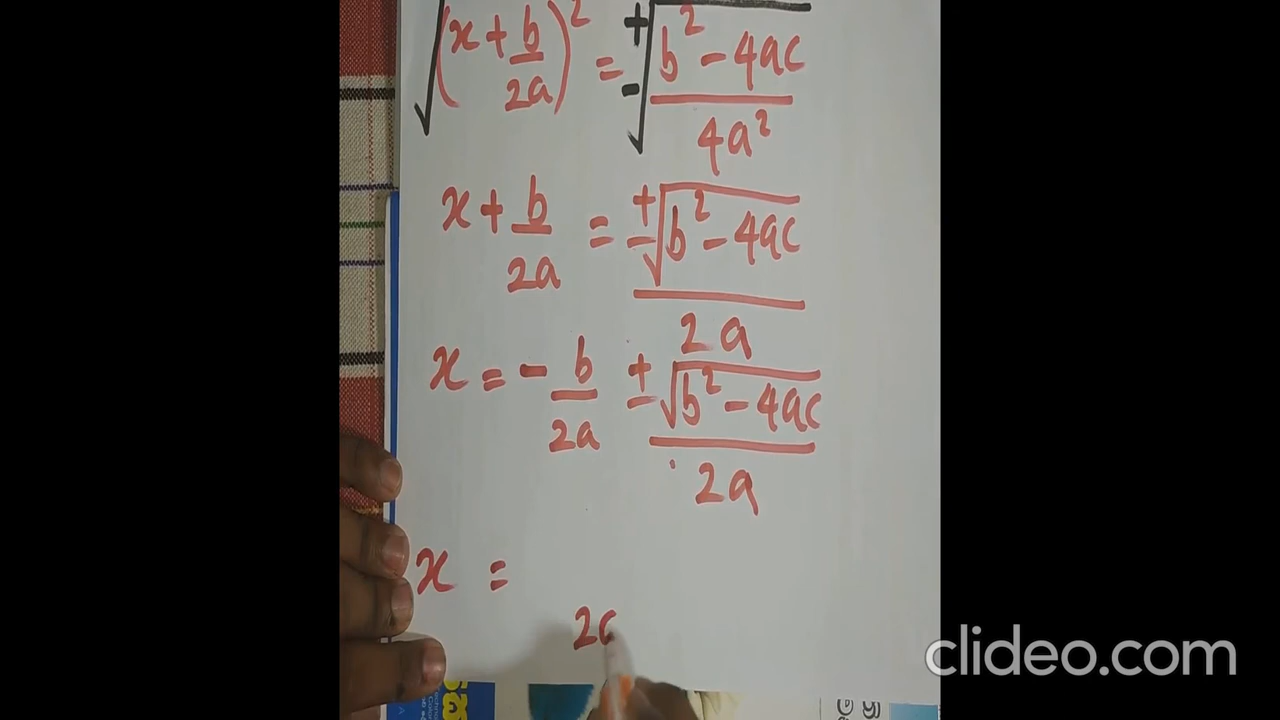 √(x + b/2a)² = ±√(b² - 4ac/4a²)
x + b/2a = ±√b² - 4ac/2a
x = - b/2a ±√b² - 4ac/2a
x =
2a
clideo.com